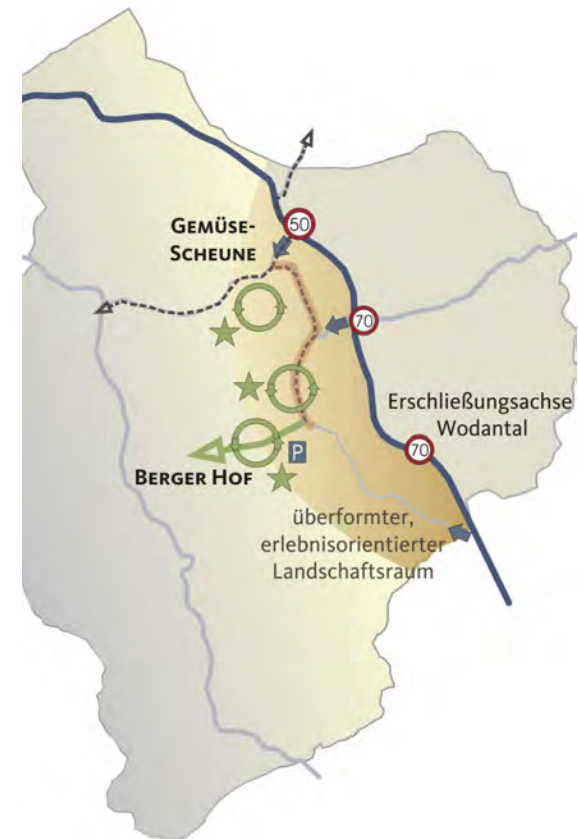 50
GEMÜSE-
SCHEUNE
70
Erschließungsachse
Wodantal
70
P
BERGER HOF
überformter,
erlebnisorientierter
Landschaftsraum